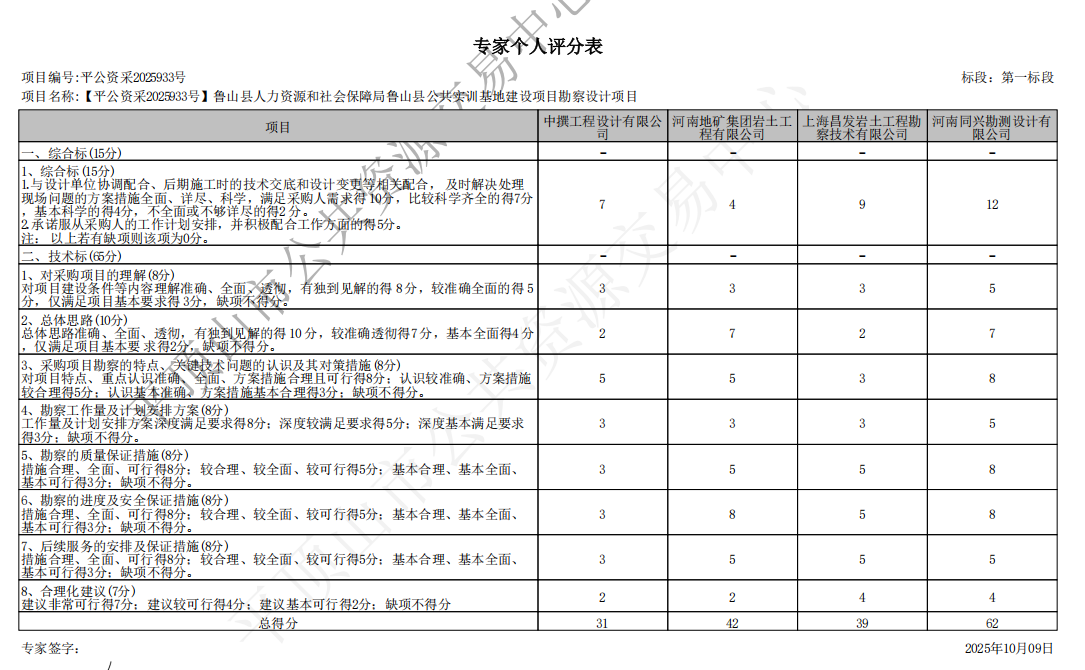 专家个人评分表
项目编号:平公资采2025933号
标段：第一标段
项目名称:【平公资采2025933号】鲁山县人力资源和社会保障局鲁山县公共实训基地建设项目勘察设计项目
项目 中撰工程设计有限公司 河南地矿集团岩土工程有限公司 上海昌发岩土工程勘察技术有限公司 河南同兴勘测设计有限公司
一、综合标(15分) - - - -
1、综合标(15分)
1.与设计单位协调配合、后期施工时的技术交底和设计变更等相关配合， 及时解决处理
现场问题的方案措施全面、详尽、科学，满足采购人需求得 10分，比较科学齐全的得7分
，基本科学的得4分，不全面或不够详尽的得2 分。
2.承诺服从采购人的工作计划安排，并积极配合工作方面的得5分。
注： 以上若有缺项则该项为0分。
7 4 9 12
二、技术标(65分) - - - -
1、对采购项目的理解(8分)
对项目建设条件等内容理解准确、全面、透彻，有独到见解的得 8分，较准确全面的得 5
分，仅满足项目基本要求得 3分，缺项不得分。
3 3 3 5
2、总体思路(10分)
总体思路准确、全面、透彻，有独到见解的得 10 分，较准确透彻得7 分，基本全面得4 分
，仅满足项目基本要 求得2分，缺项不得分。
2 7 2 7
3、采购项目勘察的特点、关键技术问题的认识及其对策措施(8分)
对项目特点、重点认识准确、全面、方案措施合理且可行得8分；认识较准确、方案措施
较合理得5分；认识基本准确、方案措施基本合理得3分；缺项不得分。
5 5 3 8
4、勘察工作量及计划安排方案(8分)
工作量及计划安排方案深度满足要求得8分；深度较满足要求得5分；深度基本满足要求
得3分；缺项不得分。
3 3 3 5
5、勘察的质量保证措施(8分)
措施合理、全面、可行得8分；较合理、较全面、较可行得5分；基本合理、基本全面、
基本可行得3分；缺项不得分。
3 5 5 8
6、勘察的进度及安全保证措施(8分)
措施合理、全面、可行得8分；较合理、较全面、较可行得5分；基本合理、基本全面、
基本可行得3分；缺项不得分。
3 8 5 8
7、后续服务的安排及保证措施(8分)
措施合理、全面、可行得8分；较合理、较全面、较可行得5分；基本合理、基本全面、
基本可行得3分；缺项不得分。
3 5 5 5
8、合理化建议(7分)
建议非常可行得7分；建议较可行得4分；建议基本可行得2分；缺项不得分
2 2 4 4
总得分 31 42 39 62
专家签字:
2025年10月09日
平顶山市公共资源交易中心
平顶山市公共资源交易中心